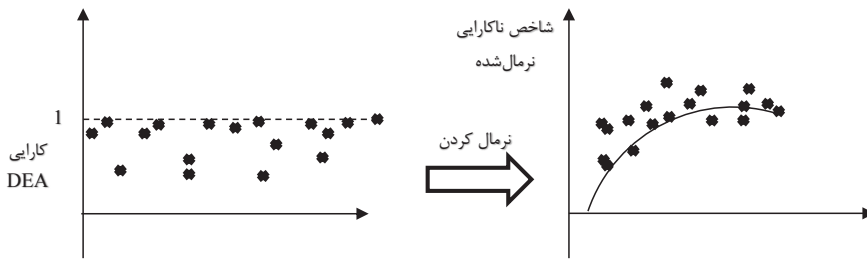 شاخص ناکارایی
نرمال‌شده
1
کارایی
DEA
نرمال کردن